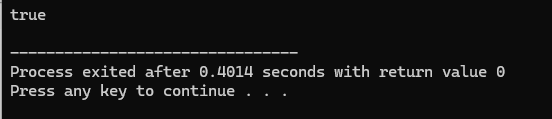 true
--------------------------------
Process exited after 0.4014 seconds with return value 0
Press any key to continue . . .